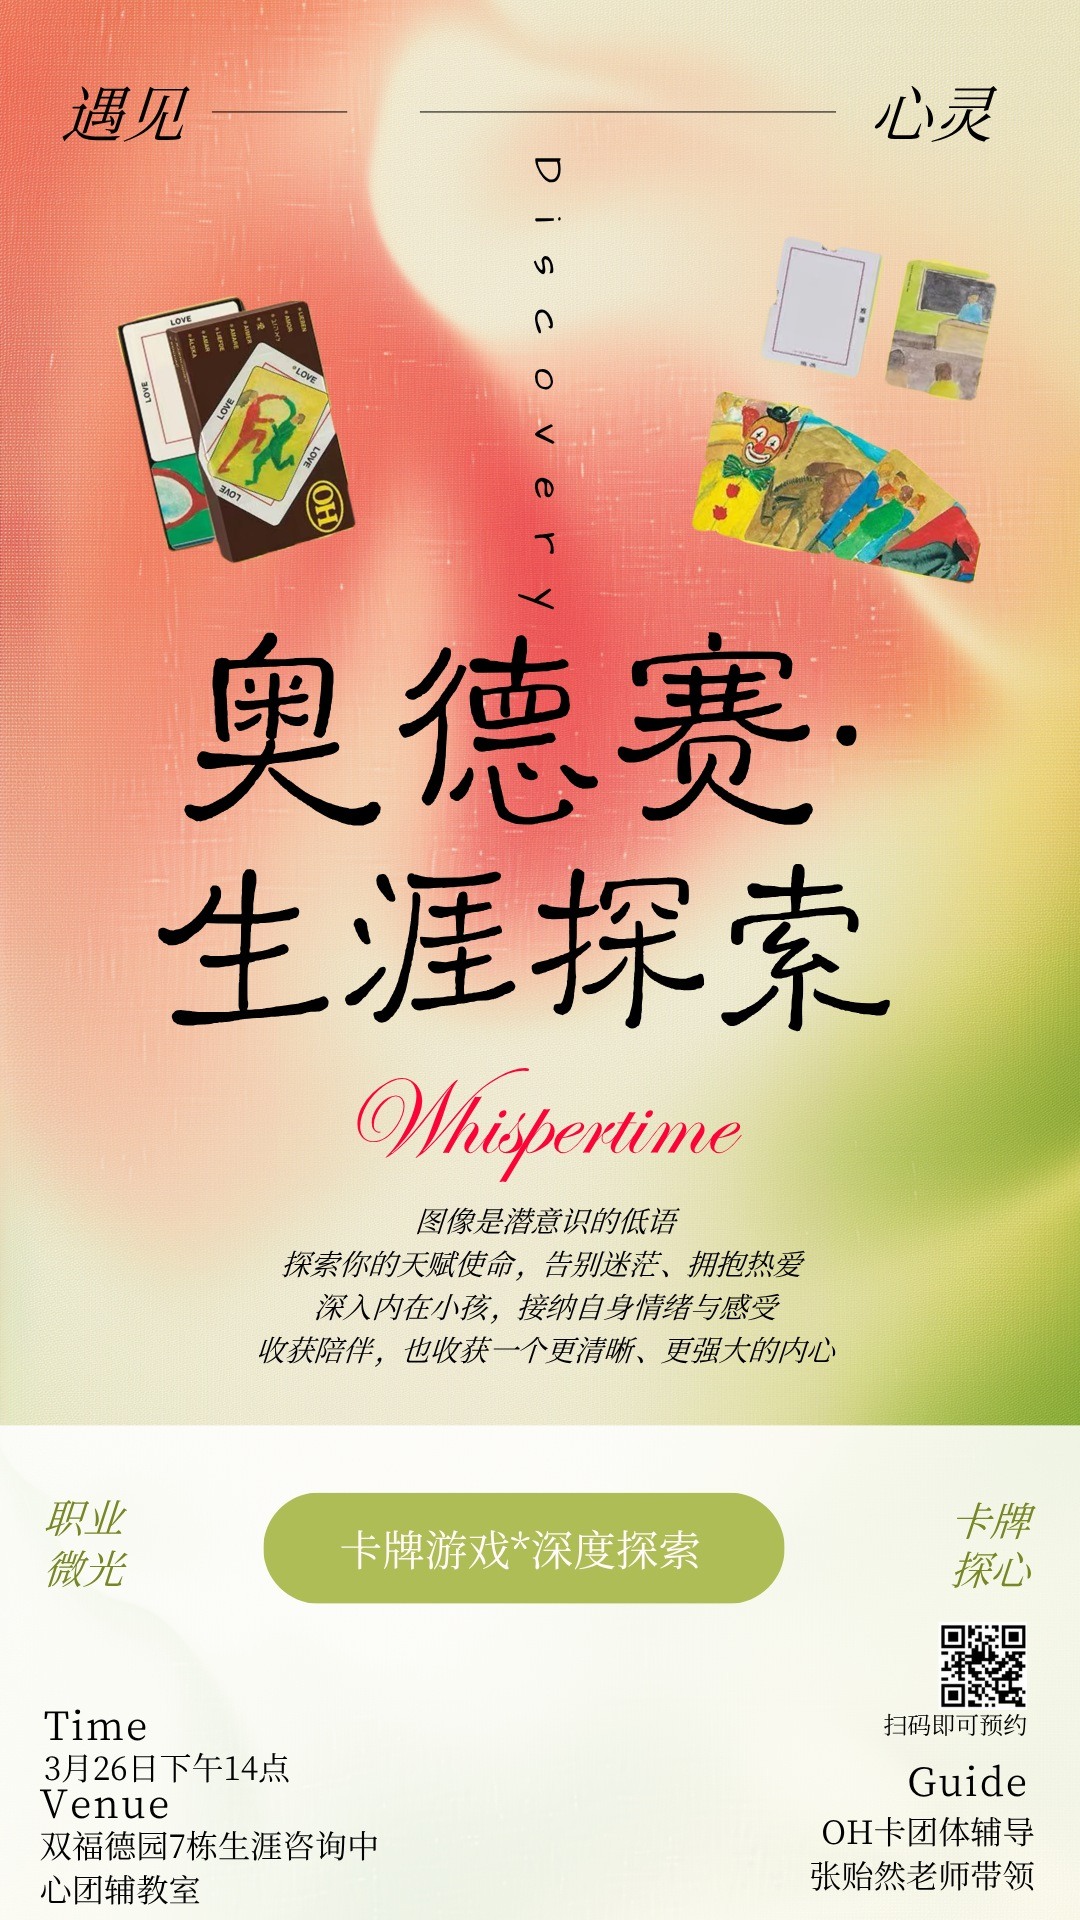 遇见
心灵
Discovery
LOVE
LOVE
LOVE
LOVE
LOVE
LOVE
OH
奥德赛·
生涯探索
Whispertime
图像是潜意识的低语
探索你的天赋使命，告别迷茫、拥抱热爱
深入内在小孩，接纳自身情绪与感受
收获陪伴，也收获一个更清晰、更强大的内心
职业
微光
卡牌游戏*深度探索
卡牌
探心
扫码即可预约
Time
3月26日下午14点
Venue
双福德园7栋生涯咨询中
心团辅教室
Guide
OH卡团体辅导
张贻然老师带领